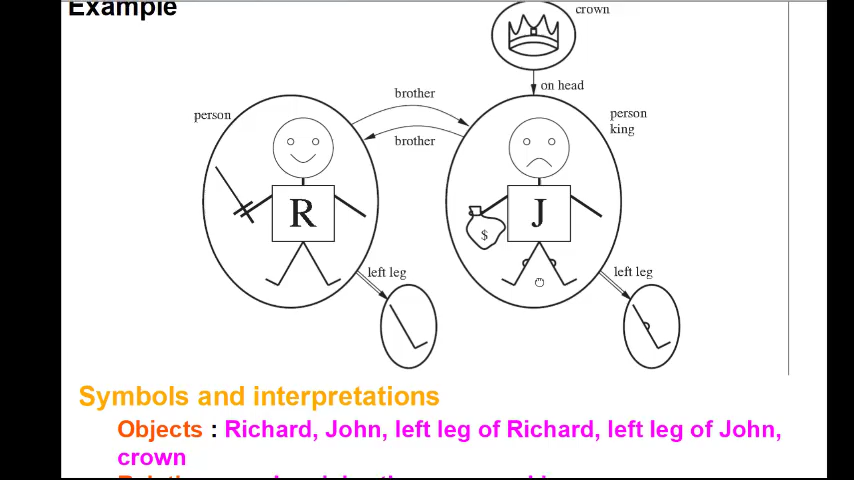 Example
crown
on head
brother
person
person
king
brother
R
J
$
left leg
left leg
Symbols and interpretations
Objects : Richard, John, left leg of Richard, left leg of John,
crown